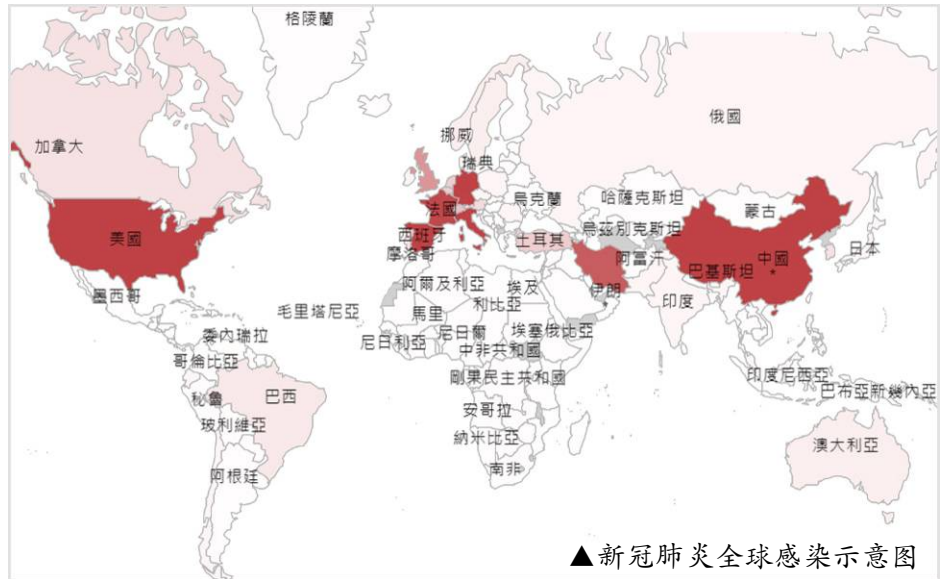 格陵蘭
俄國
挪威
加拿大
瑞典
烏克蘭
哈薩克斯坦
蒙古
法國
美國
西班牙
土耳其
烏茲別克斯坦
日本
摩洛哥
阿富汗
中國
巴基斯坦
墨西哥
阿爾及利亞
埃及
伊朗
印度
毛里塔尼亞
馬里
利比亞
委內瑞拉
尼日利亞
尼日爾
埃塞俄比亞
中非共和國
哥倫比亞
剛果民主共和國
印度尼西亞
巴布亞新幾內亞
秘魯
巴西
安哥拉
玻利維亞
納米比亞
澳大利亞
阿根廷
南非
▲新冠肺炎全球感染示意图